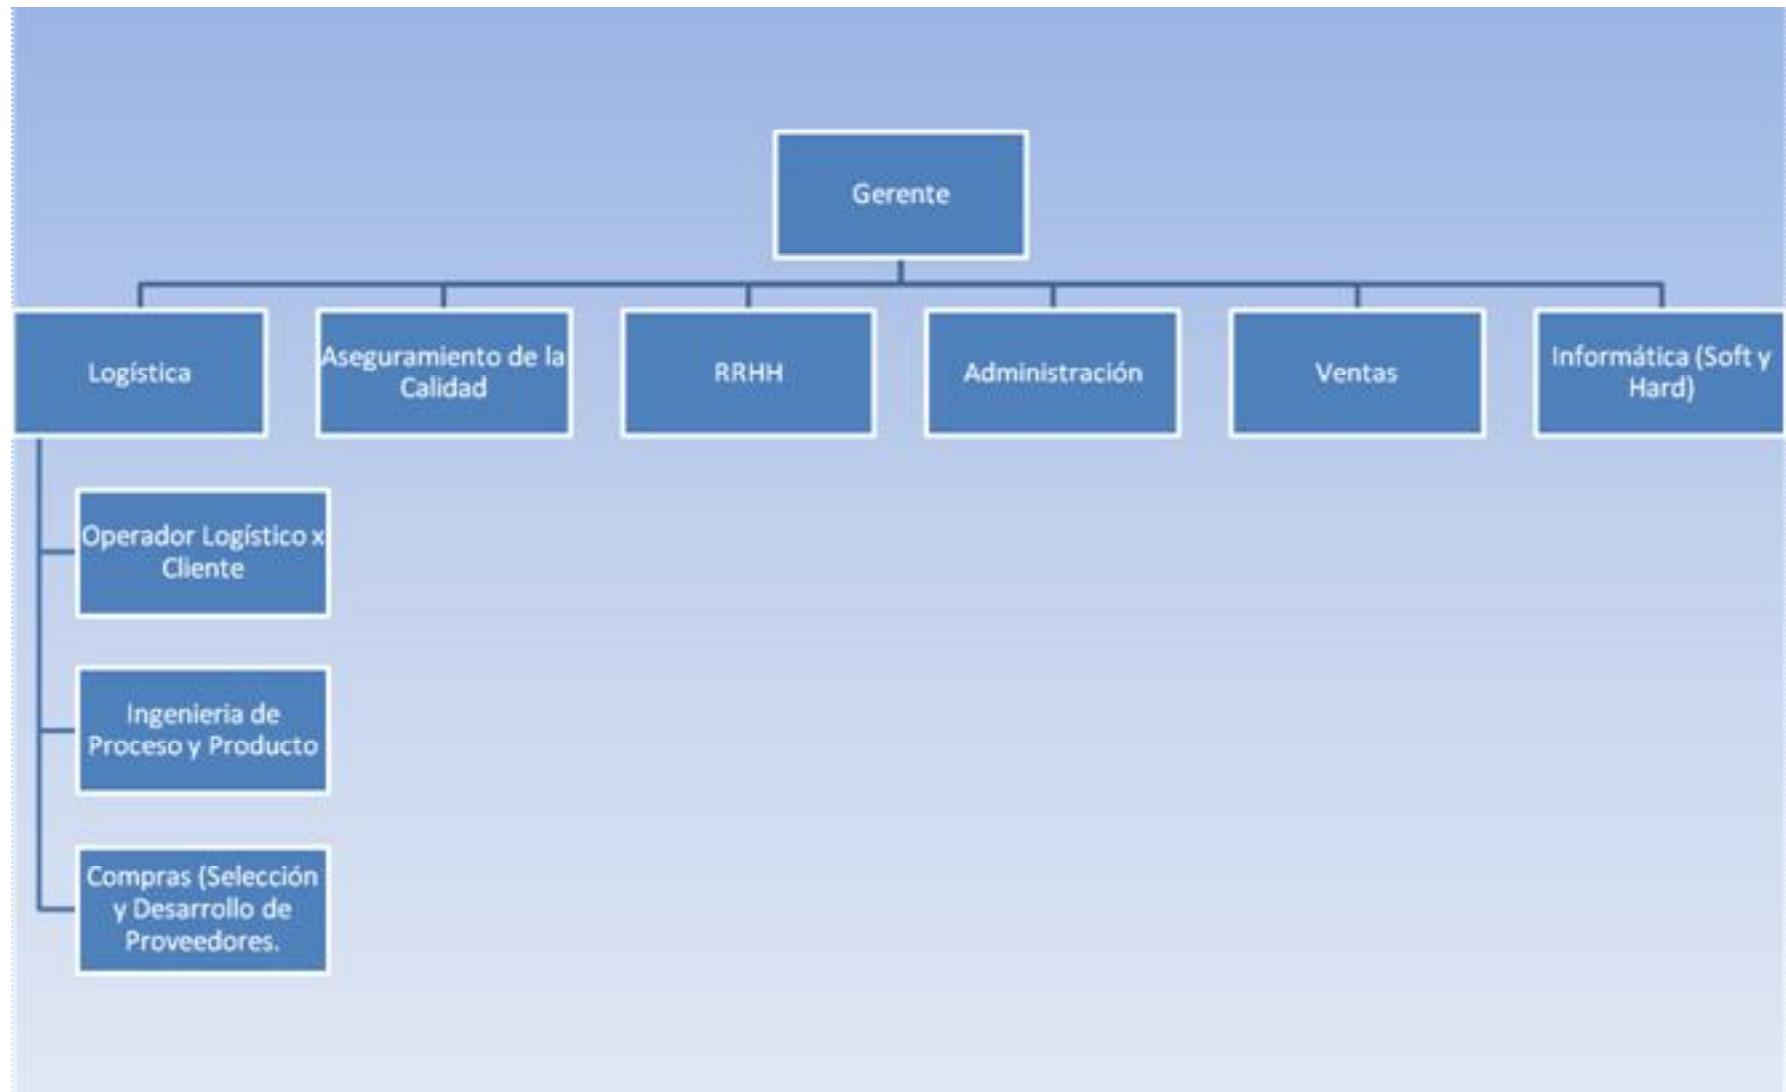 Gerente
Logística
Aseguramiento de la
Calidad
RRHH
Administración
Ventas
Informática (Soft y
Hard)
Operador Logístico x
Cliente
Ingenieria de
Proceso y Producto
Compras (Selección
y Desarrollo de
Proveedores.